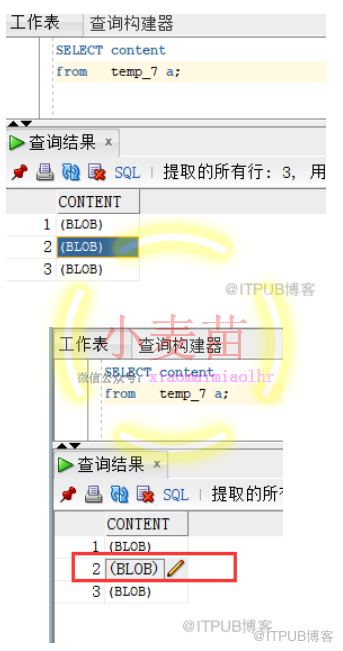 工作表 查询构建器
SELECT content
from temp_7 a;
查询结果 ×
SQL | 提取的所有行: 3, 用
CONTENT
1 (BLOB)
2 (BLOB)
3 (BLOB)
@ITPUB博客
小麦苗
工作表 查询构建器
微信公众号: xiaomaimiaolhr
SELECT content
from temp_7 a;
查询结果 ×
SQL | 提取的所有
CONTENT
1 (BLOB)
2 (BLOB)
3 (BLOB)
@ITPUB博客
@ITPUB博客